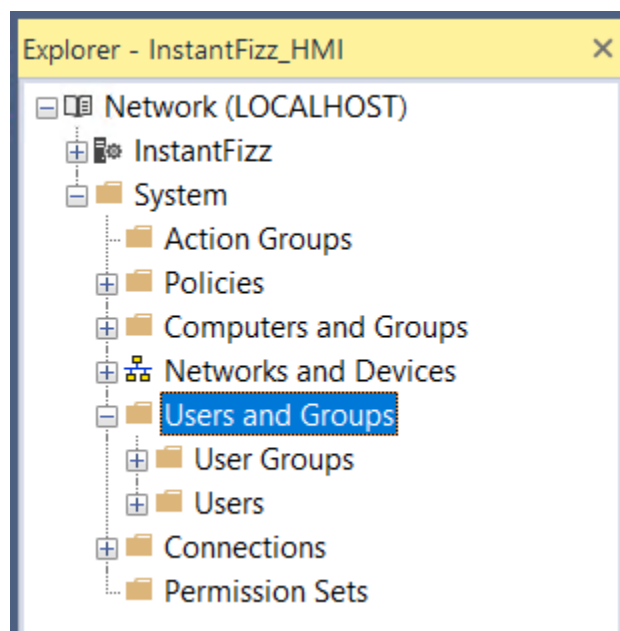 Explorer - InstantFizz_HMI
Network (LOCALHOST)
InstantFizz
System
Action Groups
Policies
Computers and Groups
Networks and Devices
Users and Groups
User Groups
Users
Connections
Permission Sets